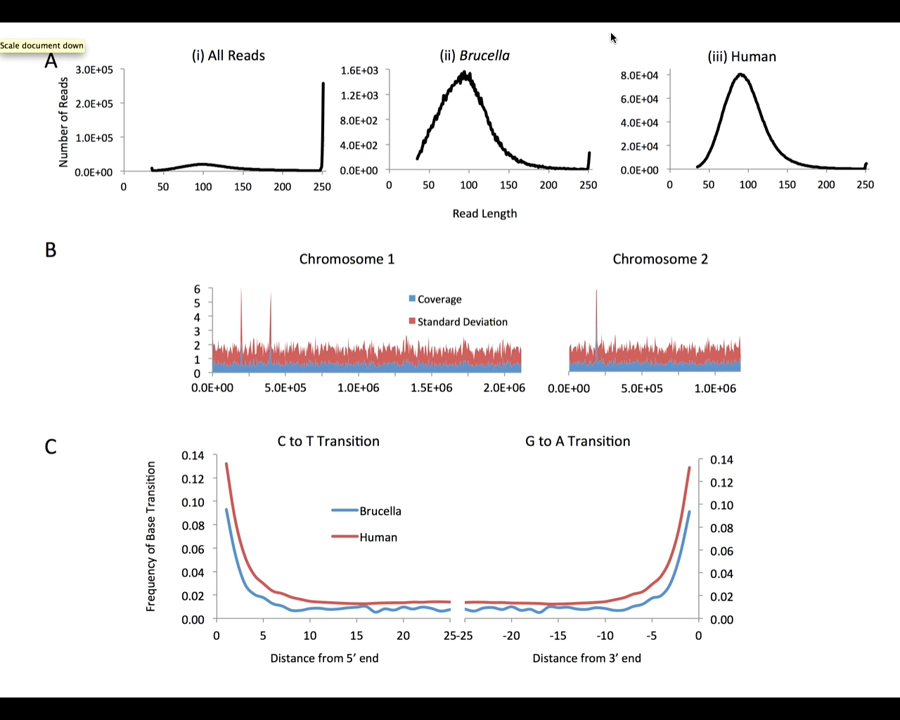 Scale document down
A
(i) All Reads
(ii) Brucella
(iii) Human
Number of Reads
3.0E+05
2.0E+05
1.0E+05
0.0E+00
0 50 100 150 200 250
1.6E+03
1.2E+03
8.0E+02
4.0E+02
0.0E+00
0 50 100 150 200 250
8.0E+04
6.0E+04
4.0E+04
2.0E+04
0.0E+00
0 50 100 150 200 250
Read Length
B
Chromosome 1
Chromosome 2
6
5
4
3
2
1
0
Coverage
Standard Deviation
0.0E+00 5.0E+05 1.0E+06 1.5E+06 2.0E+06
0.0E+00 5.0E+05 1.0E+06
C
C to T Transition
G to A Transition
Frequency of Base Transition
0.14
0.12
0.10
0.08
0.06
0.04
0.02
0.00
Brucella
Human
0 5 10 15 20 25
-25 -20 -15 -10 -5 0
0.14
0.12
0.10
0.08
0.06
0.04
0.02
0.00
Distance from 5′ end
Distance from 3′ end